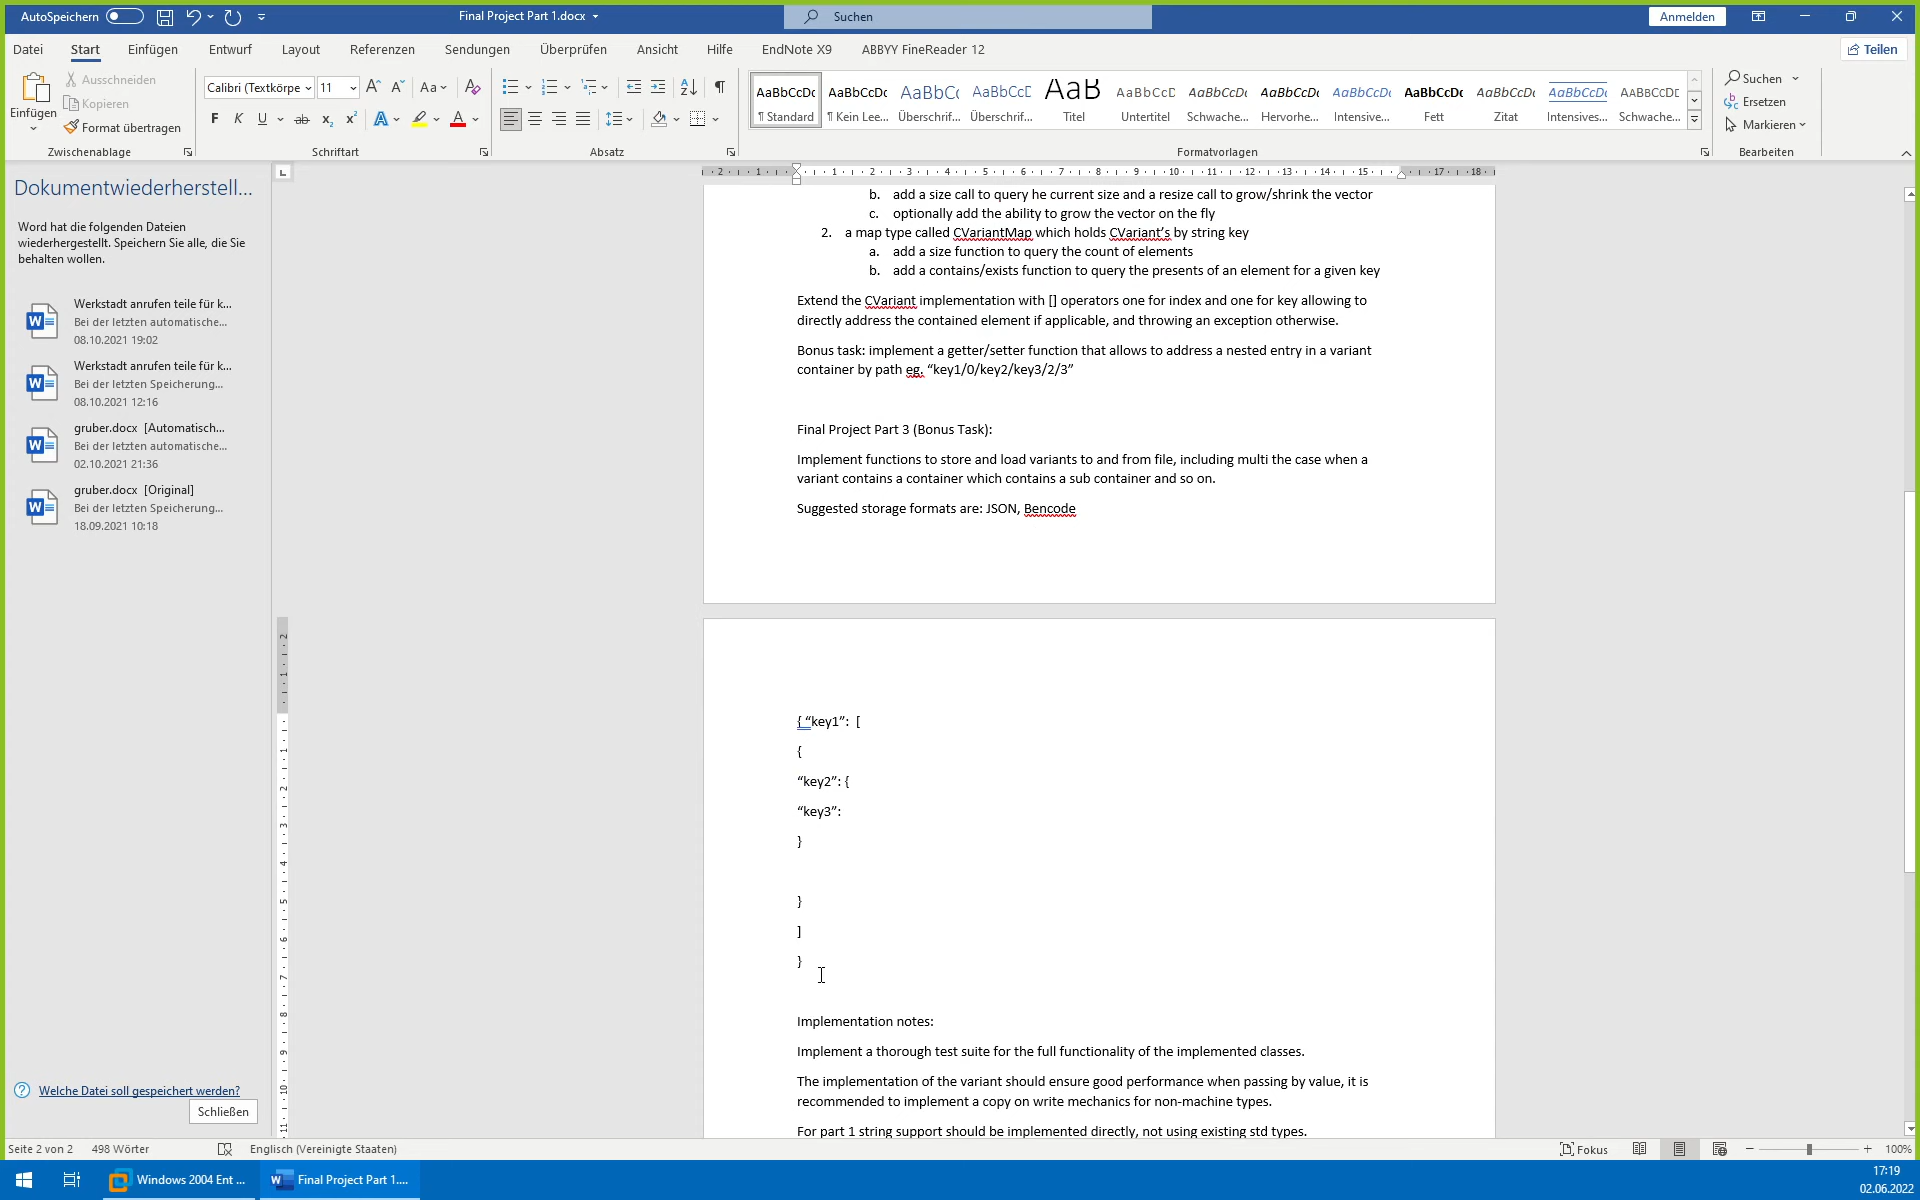 AutoSpeichern
Final Project Part 1.docx
Suchen
Anmelden
Datei
Start
Einfügen
Entwurf
Layout
Referenzen
Sendungen
Überprüfen
Ansicht
Hilfe
EndNote X9
ABBYY FineReader 12
Teilen
Einfügen
Ausschneiden
Kopieren
Format übertragen
Zwischenablage
Calibri (Textkörpe
11
Aa
F K U ab x₂ x²
Schriftart
Absatz
AaBbCcDc
¶ Standard
AaBbCcDc
¶ Kein Lee...
AaBbC(
Überschrif...
AaBbCcE
Überschrif...
AaB
Titel
AaBbCcD
Untertitel
AaBbCcDc
Schwache...
AaBbCcDc
Hervorhe...
AaBbCcDc
Intensive...
AaBbCcDc
Fett
AaBbCcDc
Zitat
AaBbCcDc
Intensives...
AABBCCDE
Schwache...
Formatvorlagen
Suchen
Ersetzen
Markieren
Bearbeiten
Dokumentwiederherstell...
Word hat die folgenden Dateien
wiederhergestellt. Speichern Sie alle, die Sie
behalten wollen.
Werkstadt anrufen teile für k...
Bei der letzten automatische...
08.10.2021 19:02
Werkstadt anrufen teile für k...
Bei der letzten Speicherung...
08.10.2021 12:16
gruber.docx [Automatisch...
Bei der letzten automatische...
02.10.2021 21:36
gruber.docx [Original]
Bei der letzten Speicherung...
18.09.2021 10:18
Welche Datei soll gespeichert werden?
Schließen
b. add a size call to query he current size and a resize call to grow/shrink the vector
c. optionally add the ability to grow the vector on the fly
2. a map type called CVariantMap which holds CVariant's by string key
a. add a size function to query the count of elements
b. add a contains/exists function to query the presents of an element for a given key
Extend the CVariant implementation with [] operators one for index and one for key allowing to
directly address the contained element if applicable, and throwing an exception otherwise.
Bonus task: implement a getter/setter function that allows to address a nested entry in a variant
container by path eg. “key1/0/key2/key3/2/3”
Final Project Part 3 (Bonus Task):
Implement functions to store and load variants to and from file, including multi the case when a
variant contains a container which contains a sub container and so on.
Suggested storage formats are: JSON, Bencode
{ “key1”: [
{
“key2”: {
“key3”:
}
}
]
}
Implementation notes:
Implement a thorough test suite for the full functionality of the implemented classes.
The implementation of the variant should ensure good performance when passing by value, it is
recommended to implement a copy on write mechanics for non-machine types.
For part 1 string support should be implemented directly, not using existing std types.
Seite 2 von 2
498 Wörter
Englisch (Vereinigte Staaten)
Fokus
100%
Windows 2004 Ent ...
Final Project Part 1....
17:19
02.06.2022